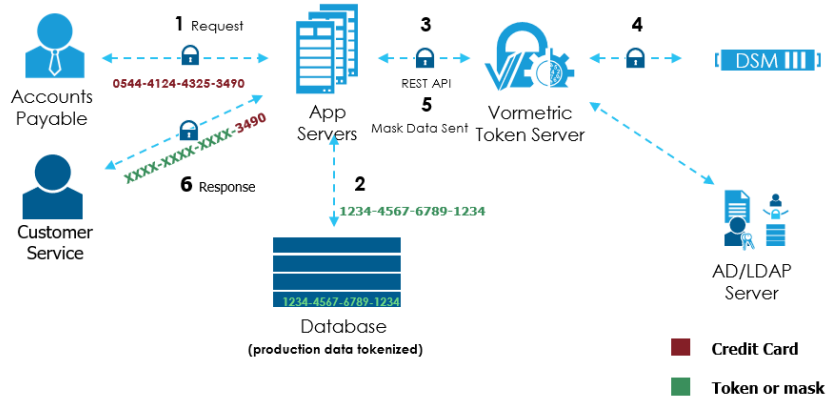 1 Request
0544-4124-4325-3490
Accounts
Payable
App
Servers
3
REST API
5
Mask Data Sent
Vormetric
Token Server
4
DSM
XXXX-XXXX-XXXX-3490
6 Response
Customer
Service
2
1234-4567-6789-1234
1234-4567-6789-1234
Database
(production data tokenized)
AD/LDAP
Server
Credit Card
Token or mask